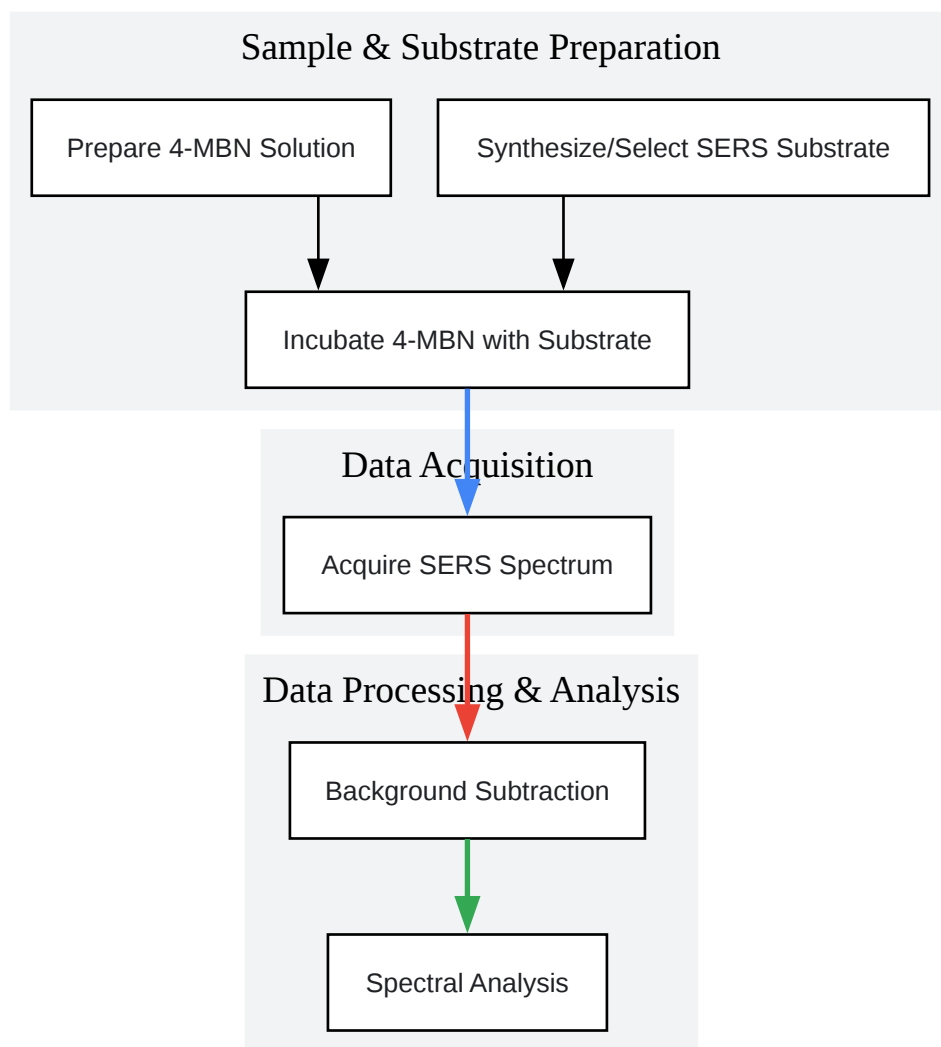 Sample & Substrate Preparation
Prepare 4-MBN Solution
Synthesize/Select SERS Substrate
Incubate 4-MBN with Substrate
Data Acquisition
Acquire SERS Spectrum
Data Processing & Analysis
Background Subtraction
Spectral Analysis